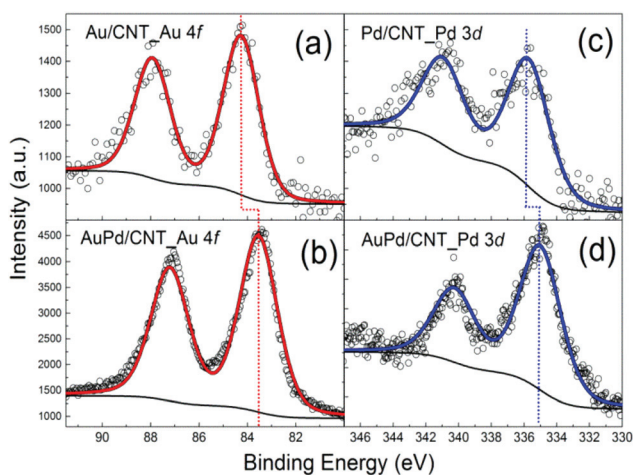 Au/CNT_Au 4f
(a)
Pd/CNT_Pd 3d
(c)
1500
1400
1300
1200
1100
1000
AuPd/CNT_Au 4f
(b)
AuPd/CNT_Pd 3d
(d)
4500
4000
3500
3000
2500
2000
1500
1000
Intensity (a.u.)
90 88 86 84 82
346 344 342 340 338 336 334 332 330
Binding Energy (eV)